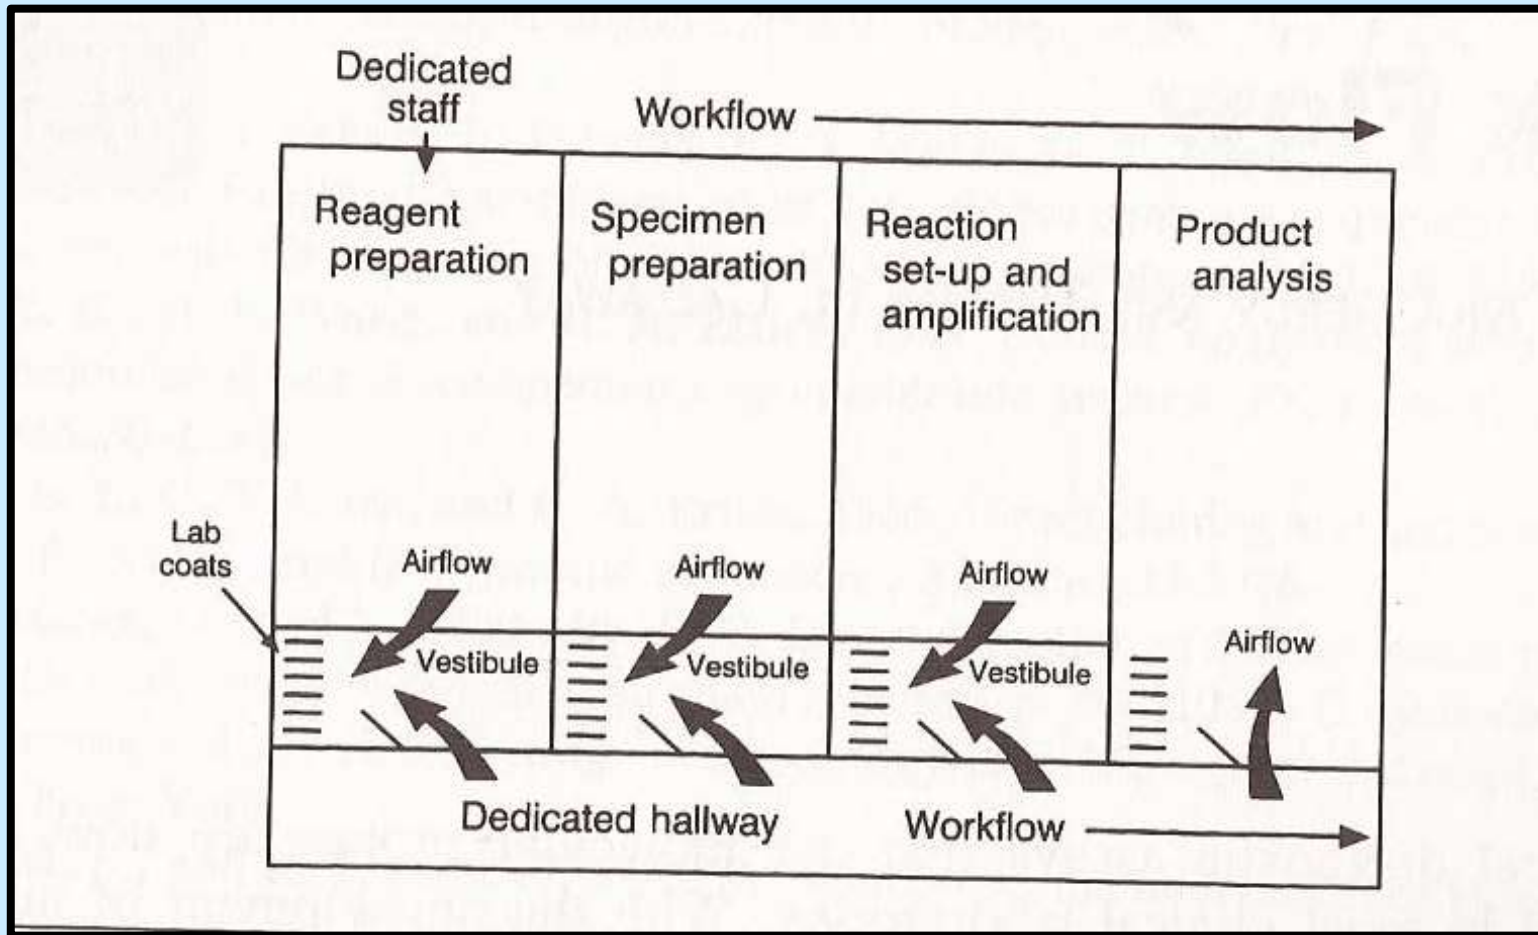 Dedicated
staff
Workflow
Reagent
preparation
Specimen
preparation
Reaction
set-up and
amplification
Product
analysis
Lab
coats
Airflow
Airflow
Airflow
Airflow
Vestibule
Vestibule
Vestibule
Dedicated hallway
Workflow